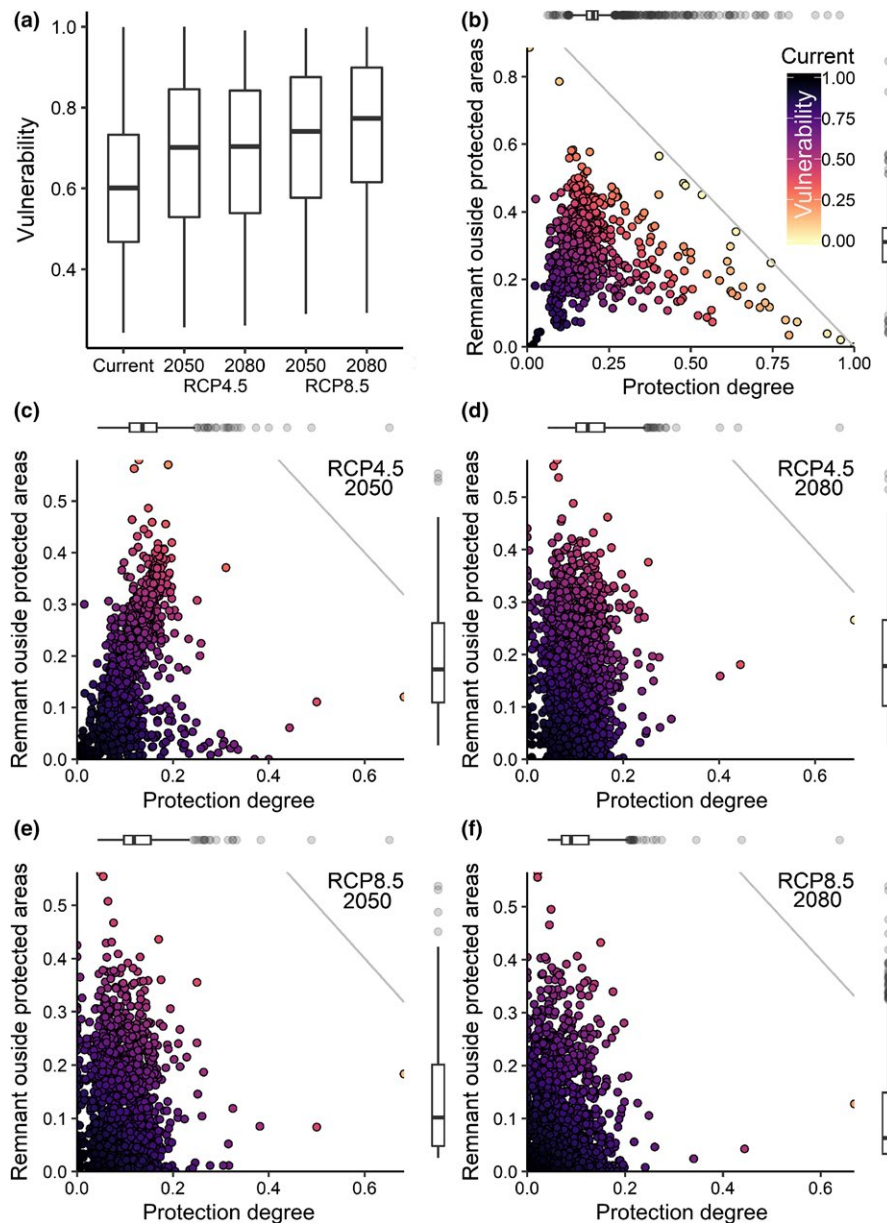 (a)
1.0
0.8
0.6
0.4
Vulnerability
Current 2050 2080 2050 2080
RCP4.5 RCP8.5
(b)
Remnant ouside protected areas
0.8
0.6
0.4
0.2
0.0
0.00 0.25 0.50 0.75 1.00
Protection degree
Current
Vulnerability
1.00
0.75
0.50
0.25
0.00
(c)
RCP4.5
2050
Remnant ouside protected areas
0.5
0.4
0.3
0.2
0.1
0.0
0.0 0.2 0.4 0.6
Protection degree
(d)
RCP4.5
2080
Remnant ouside protected areas
0.5
0.4
0.3
0.2
0.1
0.0
0.0 0.2 0.4 0.6
Protection degree
(e)
RCP8.5
2050
Remnant ouside protected areas
0.5
0.4
0.3
0.2
0.1
0.0
0.0 0.2 0.4 0.6
Protection degree
(f)
RCP8.5
2080
Remnant ouside protected areas
0.5
0.4
0.3
0.2
0.1
0.0
0.0 0.2 0.4 0.6
Protection degree